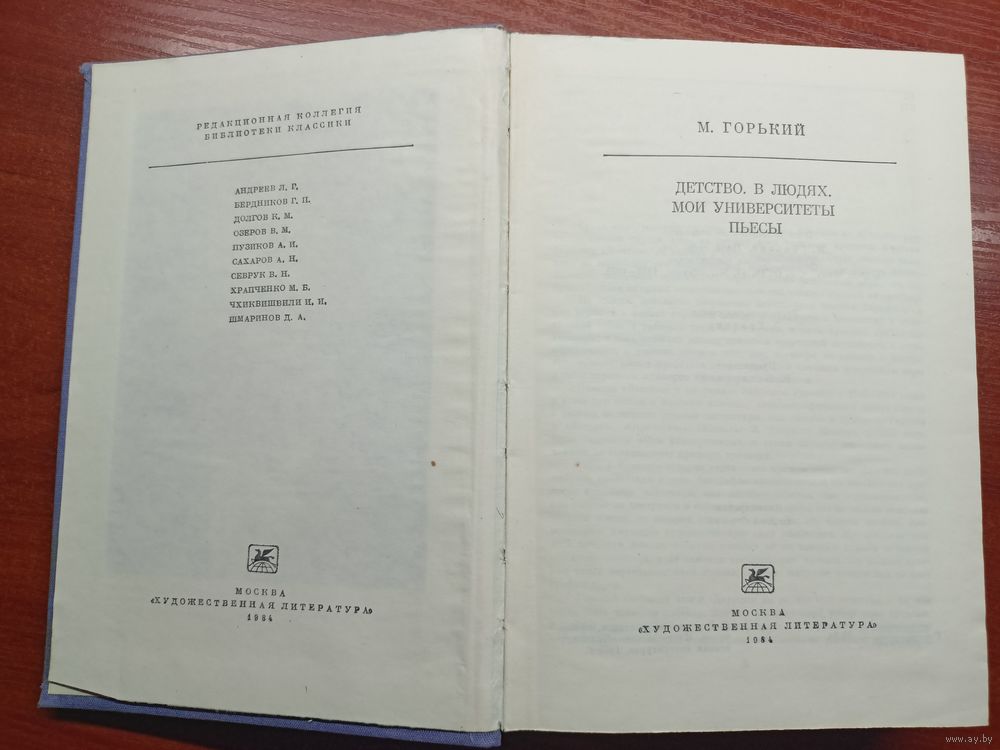 РЕДАКЦИОННАЯ КОЛЛЕГИЯ
БИБЛИОТЕКИ КЛАССИКИ
АНДРЕЕВ Л. Г.
БЕРДНИКОВ Г. П.
ДОЛГОВ К. М.
ОЗЕРОВ В. М.
ПУЗИКОВ А. И.
САХАРОВ А. Н.
СЕВРУК В. Н.
ХРАПЧЕНКО М. Б.
ЧХИКВИШВИЛИ И. И.
ШМАРИНОВ Д. А.
МОСКВА
«ХУДОЖЕСТВЕННАЯ ЛИТЕРАТУРА»
1984
М. ГОРЬКИЙ
ДЕТСТВО. В ЛЮДЯХ.
МОИ УНИВЕРСИТЕТЫ
ПЬЕСЫ
МОСКВА
«ХУДОЖЕСТВЕННАЯ ЛИТЕРАТУРА»
1984
www.ay.by